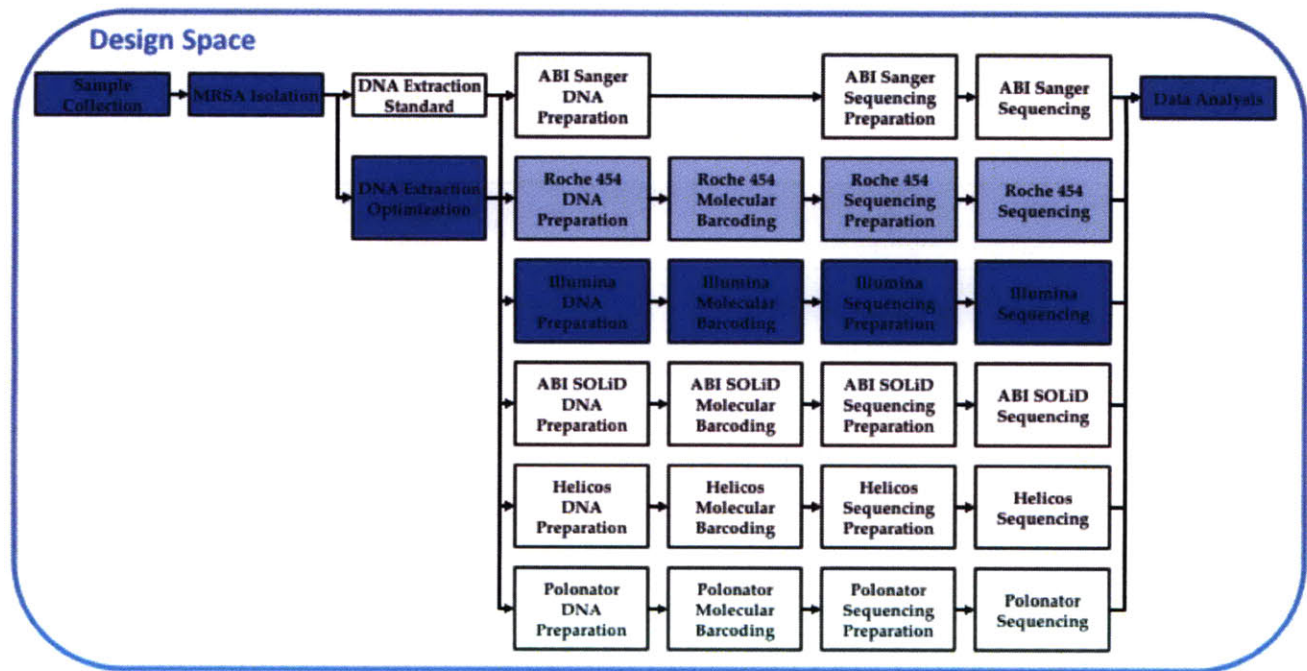 Design Space
Sample
Collection
MRSA Isolation
DNA Extraction
Standard
ABI Sanger
DNA
Preparation
ABI Sanger
Sequencing
Preparation
ABI Sanger
Sequencing
Data Analysis
DNA Extraction
Optimization
Roche 454
DNA
Preparation
Roche 454
Molecular
Barcoding
Roche 454
Sequencing
Preparation
Roche 454
Sequencing
Illumina
DNA
Preparation
Illumina
Molecular
Barcoding
Illumina
Sequencing
Preparation
Illumina
Sequencing
ABI SOLiD
DNA
Preparation
ABI SOLiD
Molecular
Barcoding
ABI SOLiD
Sequencing
Preparation
ABI SOLiD
Sequencing
Helicos
DNA
Preparation
Helicos
Molecular
Barcoding
Helicos
Sequencing
Preparation
Helicos
Sequencing
Polonator
DNA
Preparation
Polonator
Molecular
Barcoding
Polonator
Sequencing
Preparation
Polonator
Sequencing